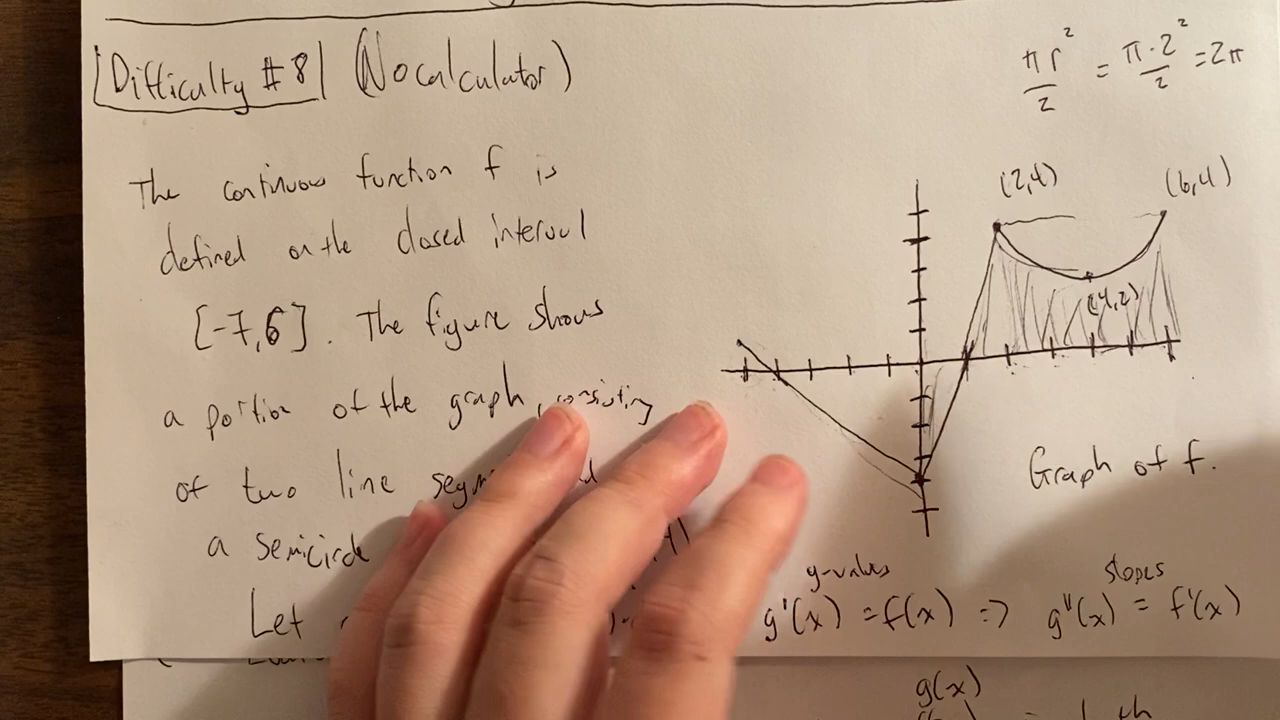 Difficulty #8 (No calculator)
πr²/2 = π·2²/2 = 2π
The continuous function f is
defined on the closed interval
[-7,6]. The figure shows
a portion of the graph, consisting
of two line
a semicircle
Let
(2,4)
(6,4)
(4,2)
Graph of f.
y-values
slopes
g'(x) = f(x) => g"(x) = f'(x)
g(x)